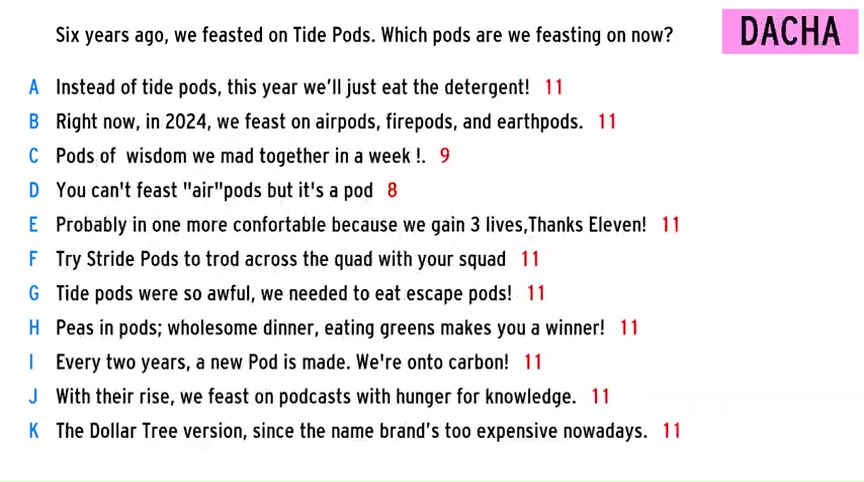 Six years ago, we feasted on Tide Pods. Which pods are we feasting on now?
DACHA
A Instead of tide pods, this year we'll just eat the detergent! 11
B Right now, in 2024, we feast on airpods, firepods, and earthpods. 11
C Pods of wisdom we mad together in a week !. 9
D You can't feast "air"pods but it's a pod 8
E Probably in one more confortable because we gain 3 lives,Thanks Eleven! 11
F Try Stride Pods to trod across the quad with your squad 11
G Tide pods were so awful, we needed to eat escape pods! 11
H Peas in pods; wholesome dinner, eating greens makes you a winner! 11
I Every two years, a new Pod is made. We're onto carbon! 11
J With their rise, we feast on podcasts with hunger for knowledge. 11
K The Dollar Tree version, since the name brand's too expensive nowadays. 11